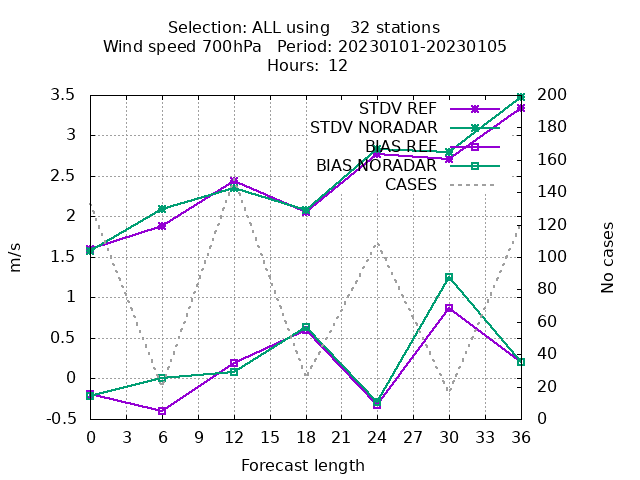 Selection: ALL using    32 stations
Wind speed 700hPa   Period: 20230101-20230105
Hours:  12
STDV REF
STDV NORADAR
BIAS REF
BIAS NORADAR
CASES
3.5
3
2.5
2
1.5
1
0.5
0
-0.5
m/s
200
180
160
140
120
100
80
60
40
20
0
No cases
0 3 6 9 12 15 18 21 24 27 30 33 36
Forecast length